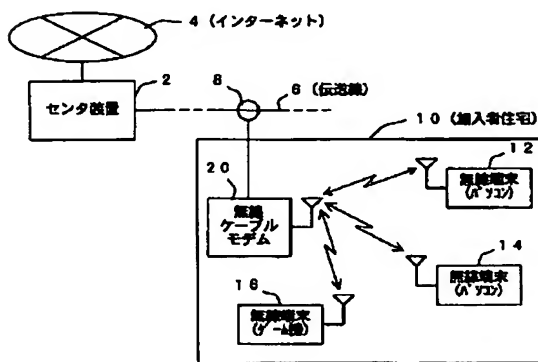 4 (インターネット)
2
センタ装置
8
6 (伝送線)
10 (加入者住宅)
20
無線
ケーブル
モデム
12
無線端末
(パソコン)
14
無線端末
(パソコン)
16
無線端末
(ゲーム機)